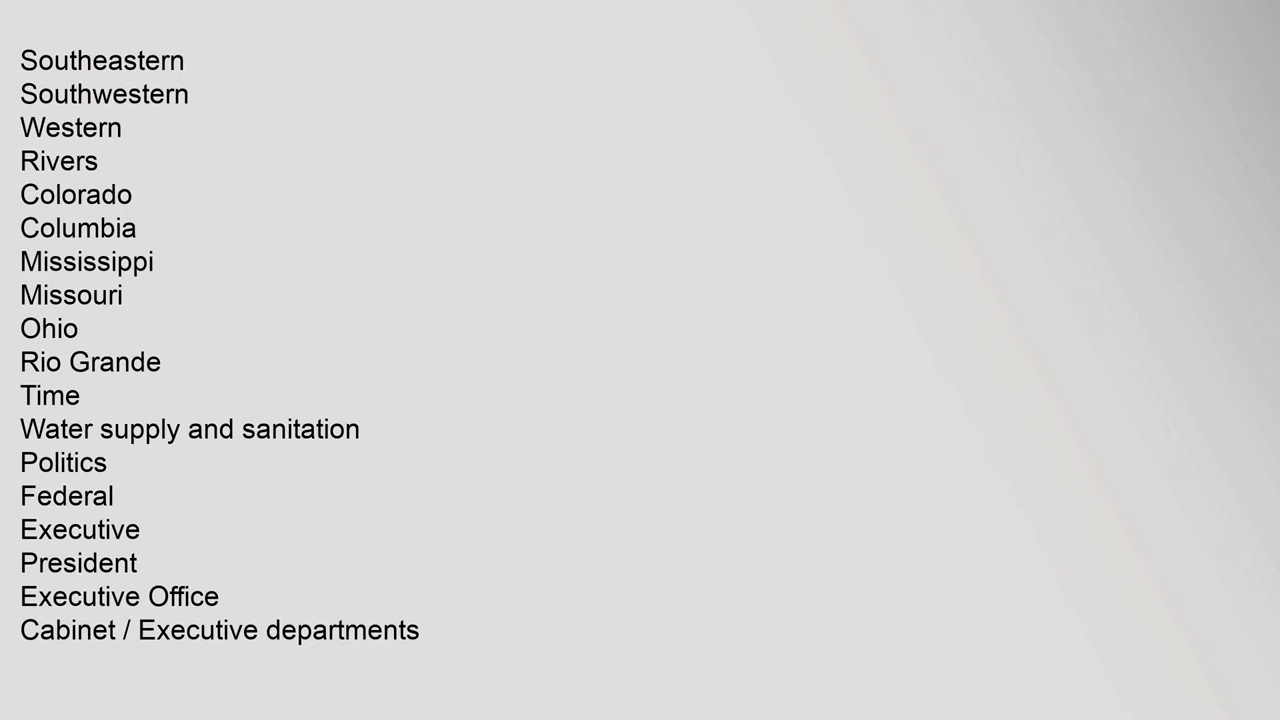 Southeastern
Southwestern
Western
Rivers
Colorado
Columbia
Mississippi
Missouri
Ohio
Rio Grande
Time
Water supply and sanitation
Politics
Federal
Executive
President
Executive Office
Cabinet / Executive departments